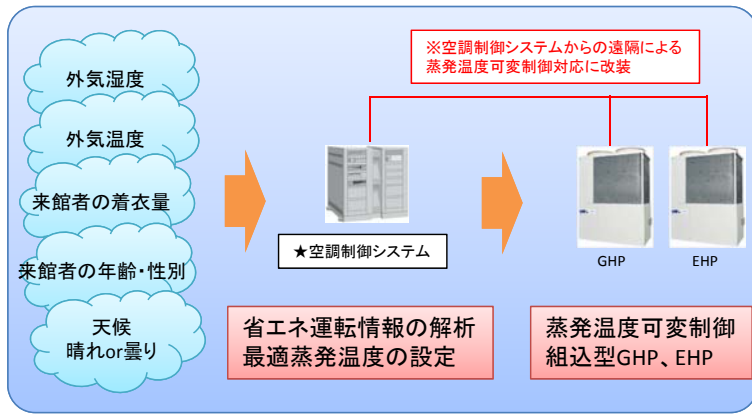 ※空調制御システムからの遠隔による
蒸発温度可変制御対応に改装
外気湿度
外気温度
来館者の着衣量
来館者の年齢・性別
天候
晴れor曇り
★空調制御システム
GHP
EHP
省エネ運転情報の解析
最適蒸発温度の設定
蒸発温度可変制御
組込型GHP、EHP